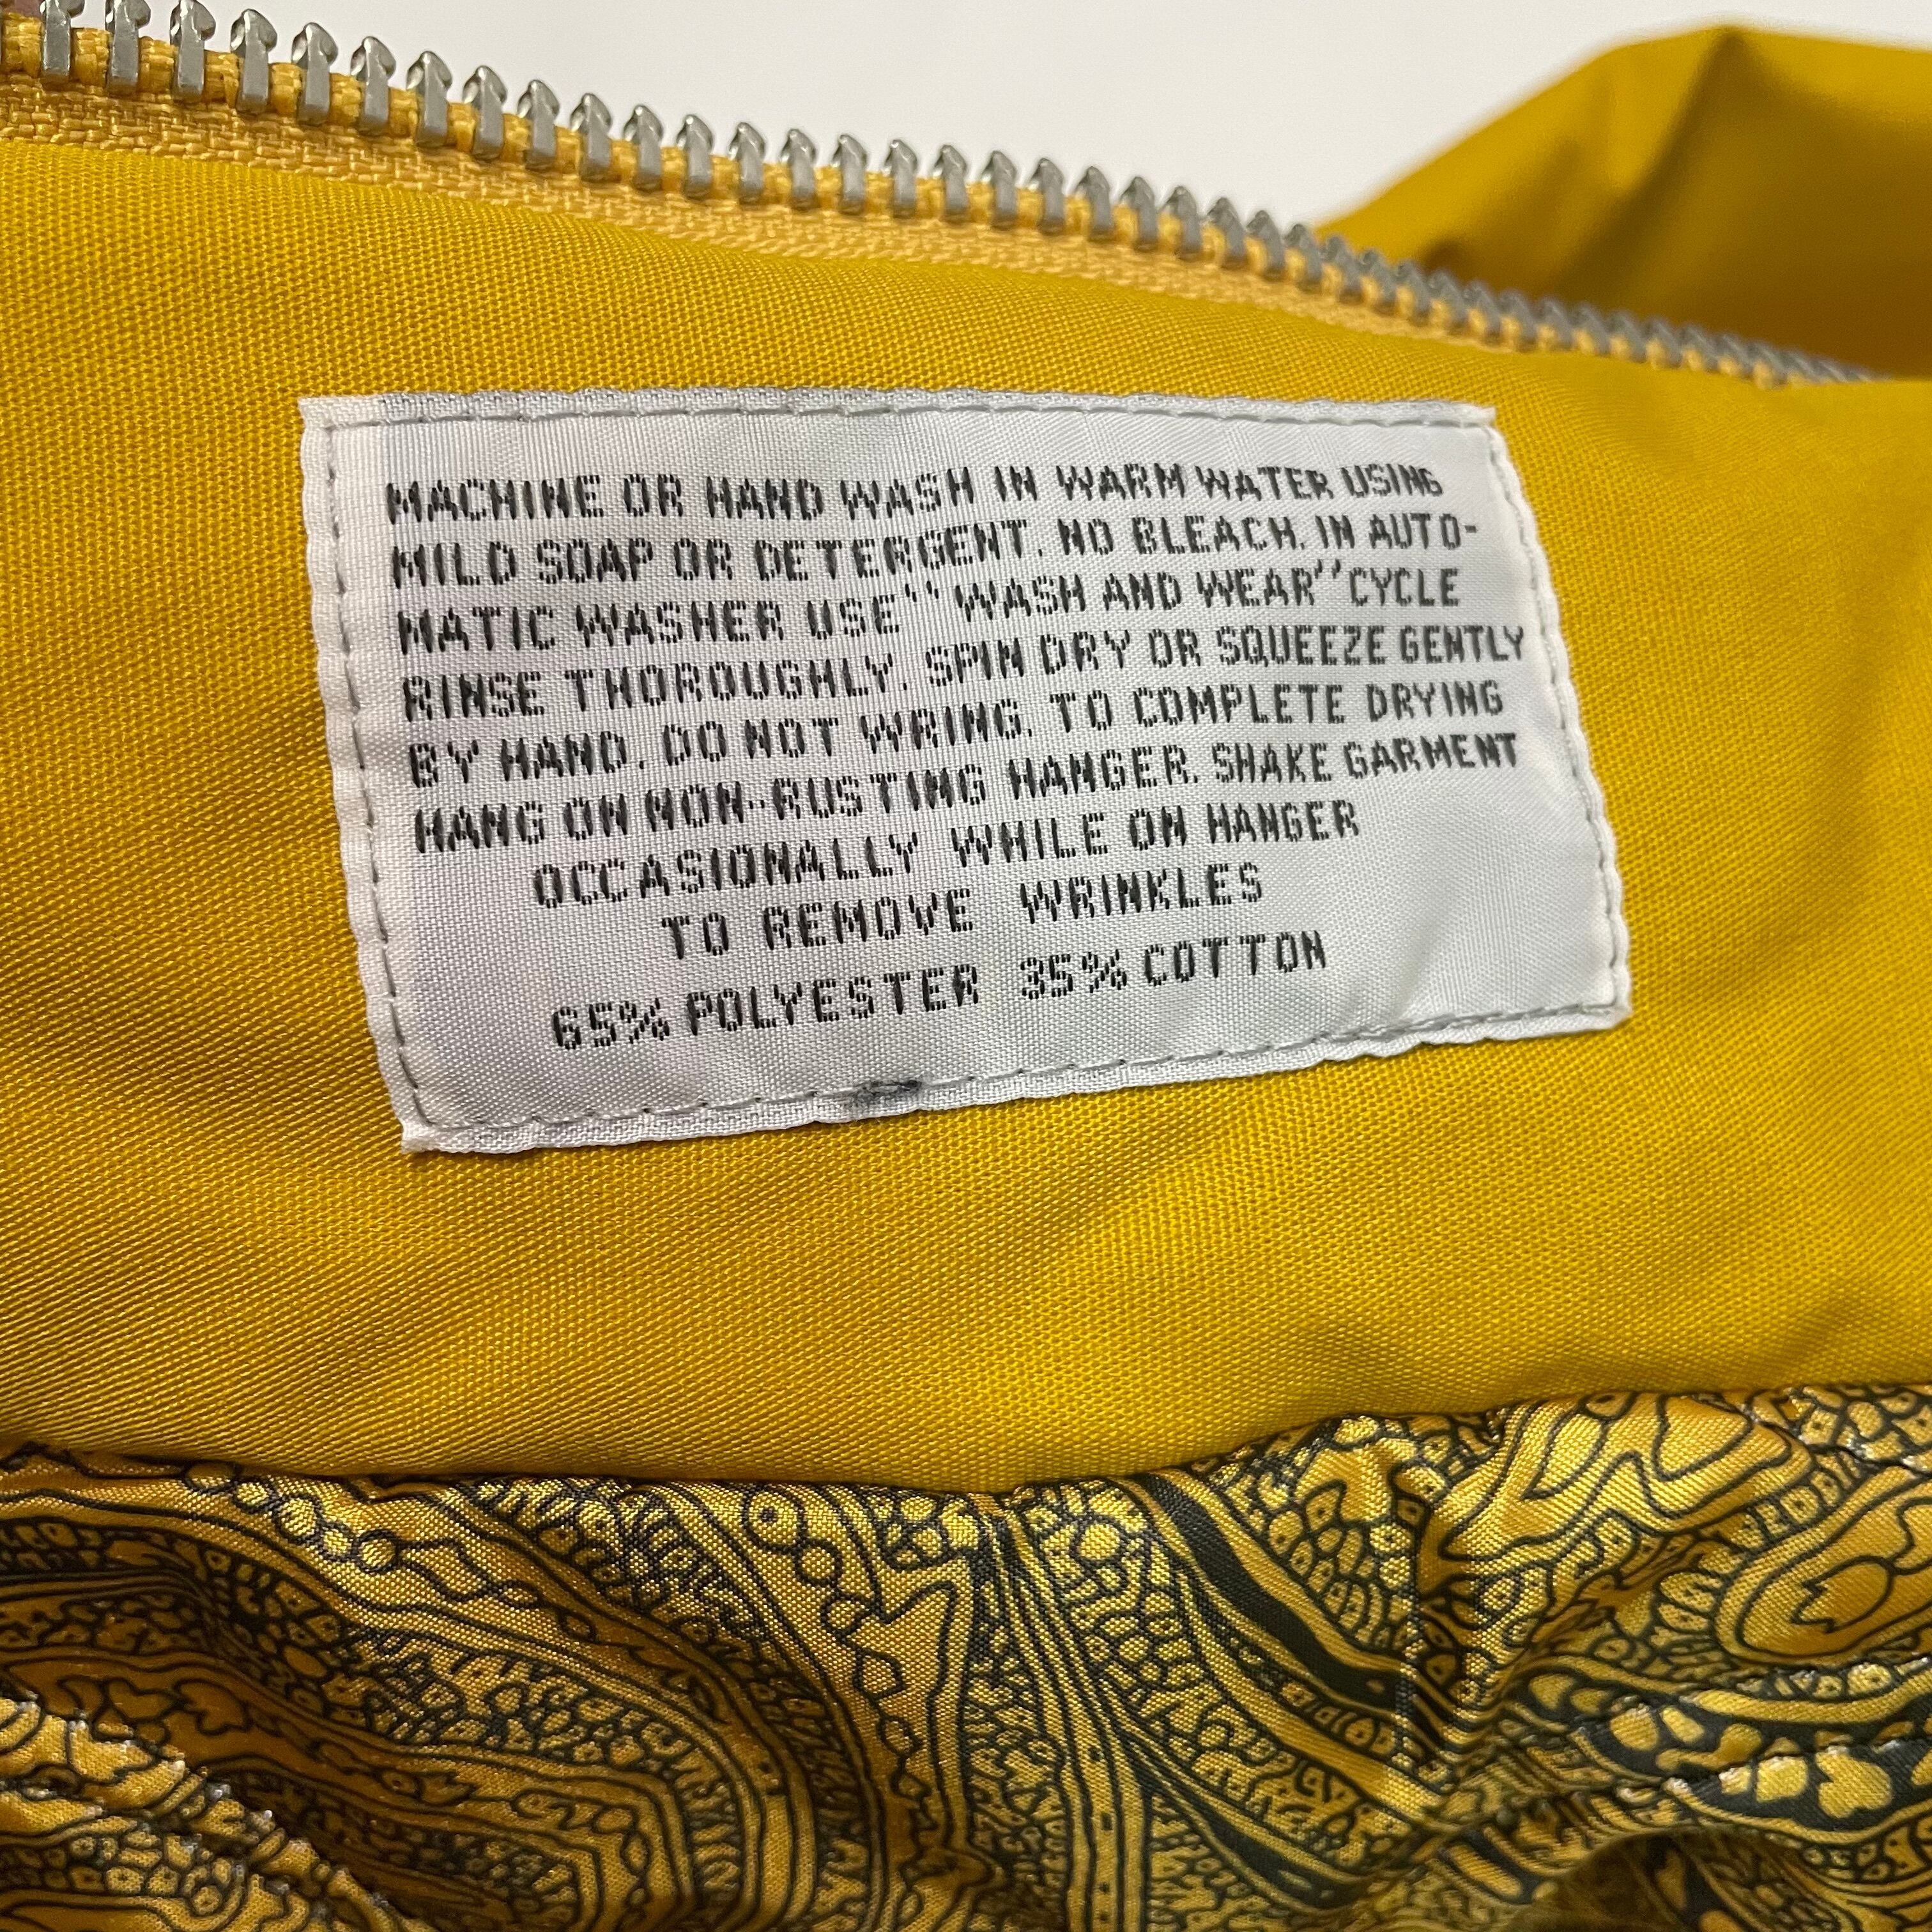 MACHINE OR HAND WASH IN WARM WATER USING
MILD SOAP OR DETERGENT. NO BLEACH. IN AUTO-
MATIC WASHER USE "WASH AND WEAR" CYCLE
RINSE THOROUGHLY. SPIN DRY OR SQUEEZE GENTLY
BY HAND. DO NOT WRING. TO COMPLETE DRYING
HANG ON NON-RUSTING HANGER. SHAKE GARMENT
OCCASIONALLY WHILE ON HANGER
TO REMOVE WRINKLES
65% POLYESTER 35% COTTON